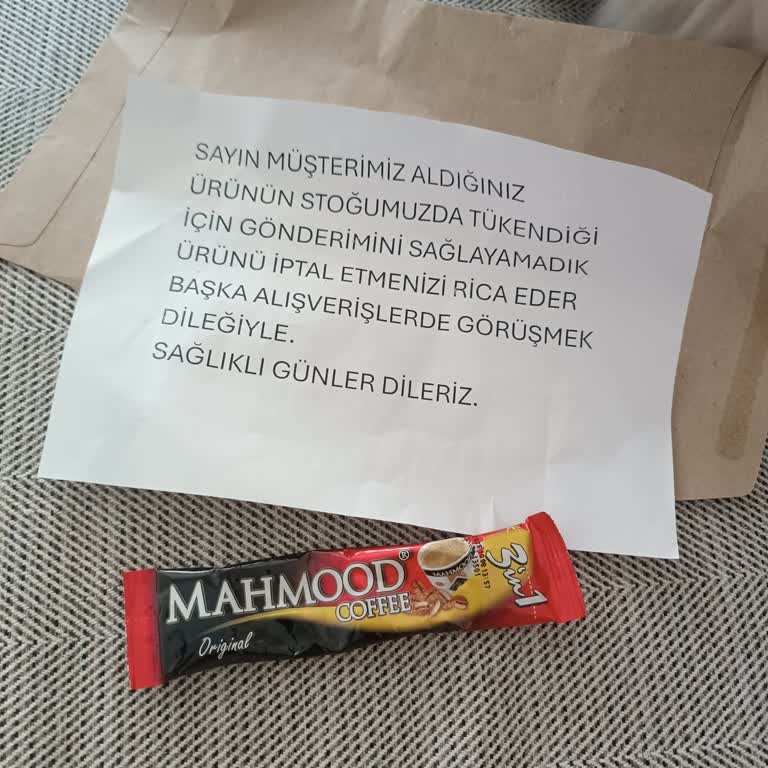 SAYIN MÜŞTERİMİZ ALDIĞINIZ
ÜRÜNÜN STOĞUMUZDA TÜKENDİĞİ
İÇİN GÖNDERİMİNİ SAĞLAYAMADIK
ÜRÜNÜ İPTAL ETMENİZİ RİCA EDER
BAŞKA ALIŞVERİŞLERDE GÖRÜŞMEK
DİLEĞİYLE.
SAĞLIKLI GÜNLER DİLERİZ.
MAHMOOD®
COFFEE
Original
3in1